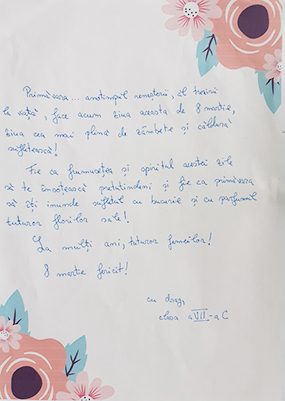 Primăvara... anotimpul renașterii, al trezirii
la viață, face acum ziua aceasta de 8 martie,
ziua cea mai plină de zâmbete și căldură
sufletească!
Fie ca frumusețea și spiritul acestei zile
să te însoțească pretutindeni și fie ca primăvara
să îți inunde sufletul cu bucurie și cu parfumul
tuturor florilor sale!
La mulți ani, tuturor femeilor!
8 martie fericit!
cu drag,
clasa a VII-a C